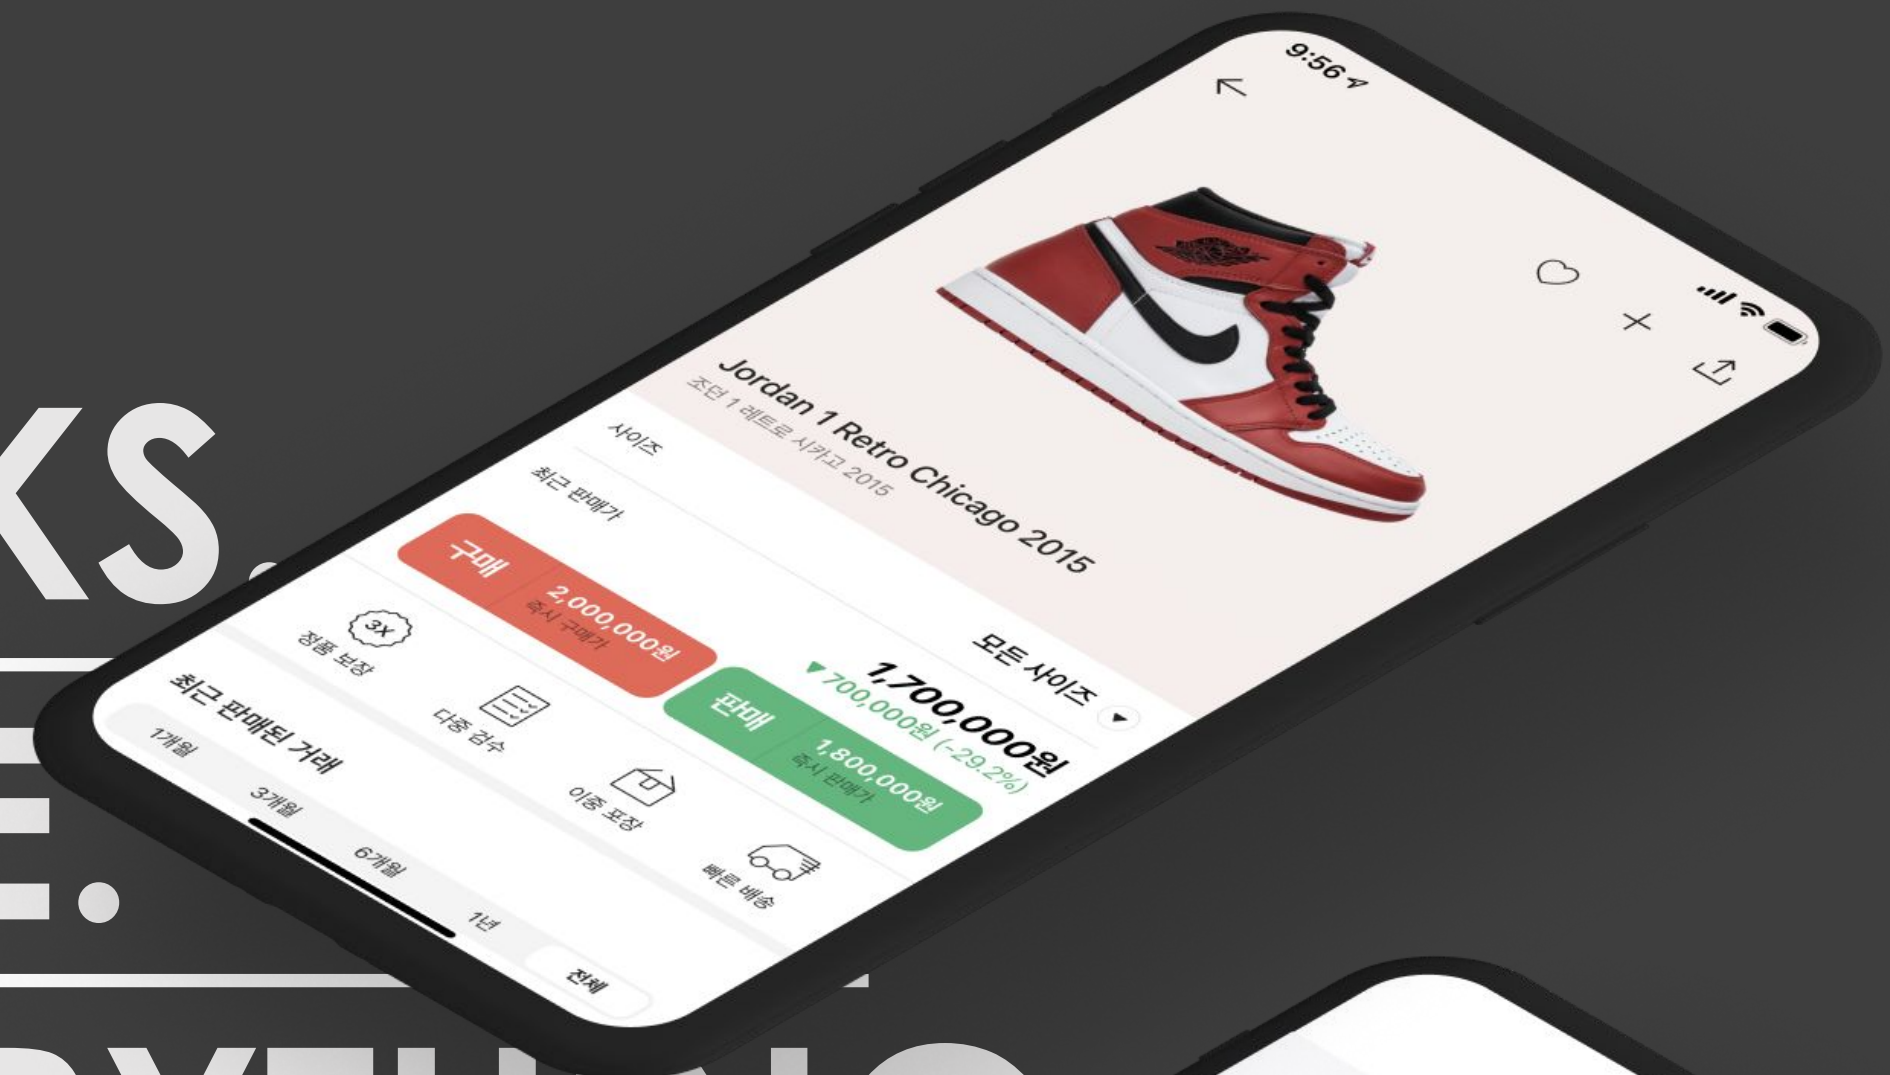 KS.
9:56
Jordan 1 Retro Chicago 2015
조던 1 레트로 시카고 2015
사이즈
모든 사이즈
최근 판매가
1,700,000원
▼700,000원 (-29.2%)
구매
2,000,000원
즉시 구매가
판매
1,800,000원
즉시 판매가
3X
정품 보장
다중 검수
이중 포장
빠른 배송
최근 판매된 거래
1개월
3개월
6개월
1년
전체
E.